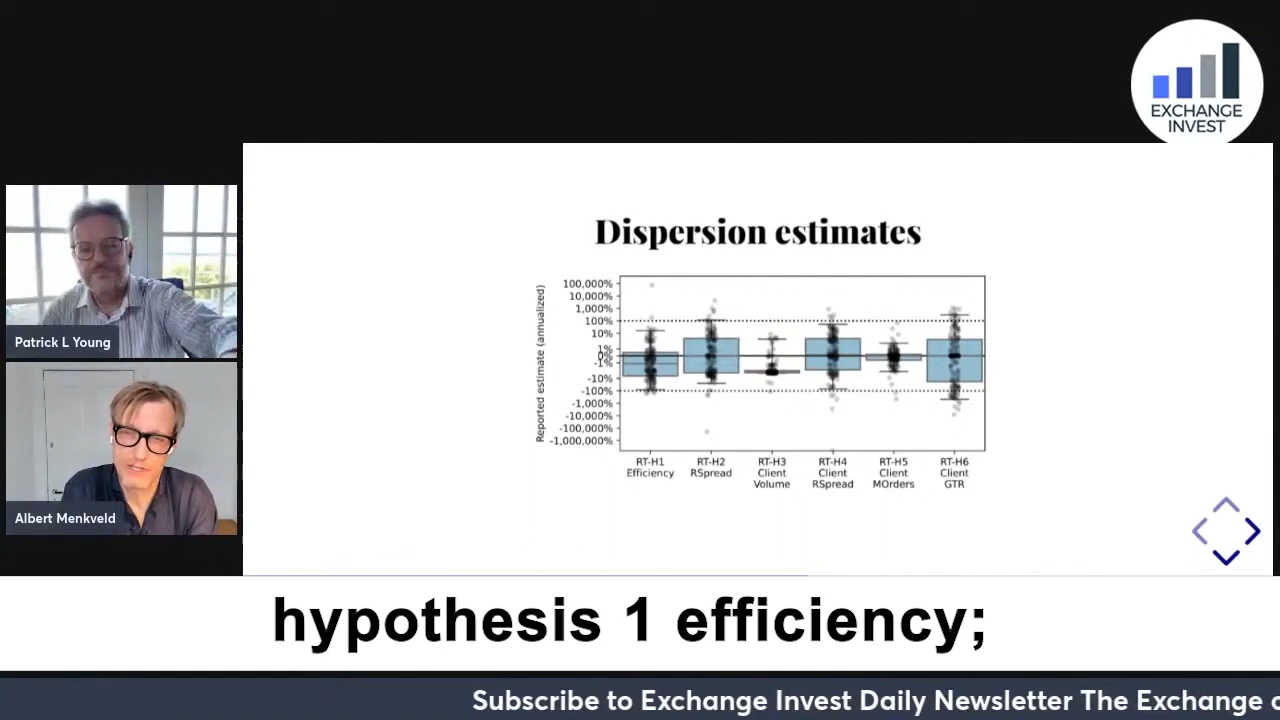 EXCHANGE
INVEST
Patrick L Young
Albert Menkveld
Dispersion estimates
Reported estimate (annualized)
100,000%
10,000%
1,000%
100%
10%
1%
0%
-1%
-10%
-100%
-1,000%
-10,000%
-100,000%
-1,000,000%
RT-H1
Efficiency
RT-H2
RSpread
RT-H3
Client
Volume
RT-H4
Client
RSpread
RT-H5
Client
MOrders
RT-H6
Client
GTR
hypothesis 1 efficiency;
Subscribe to Exchange Invest Daily Newsletter The Exchange